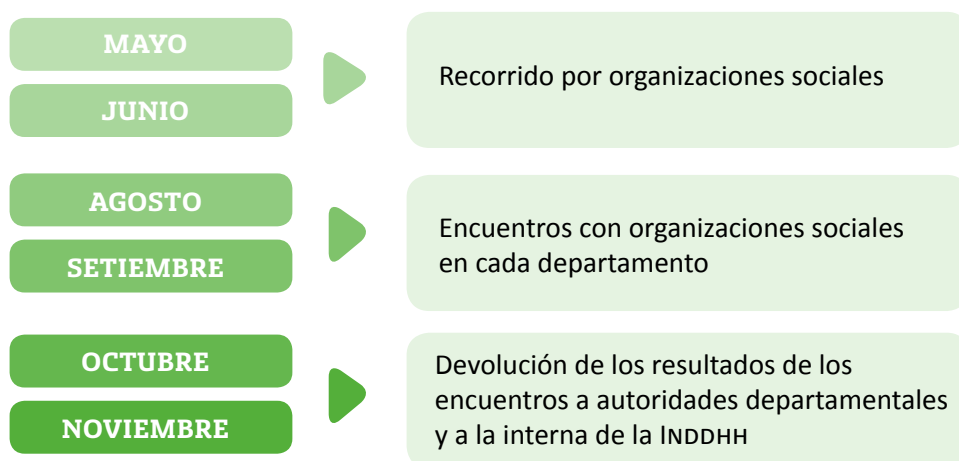 MAYO
JUNIO
Recorrido por organizaciones sociales
AGOSTO
SETIEMBRE
Encuentros con organizaciones sociales
en cada departamento
OCTUBRE
NOVIEMBRE
Devolución de los resultados de los
encuentros a autoridades departamentales
y a la interna de la INDDHH